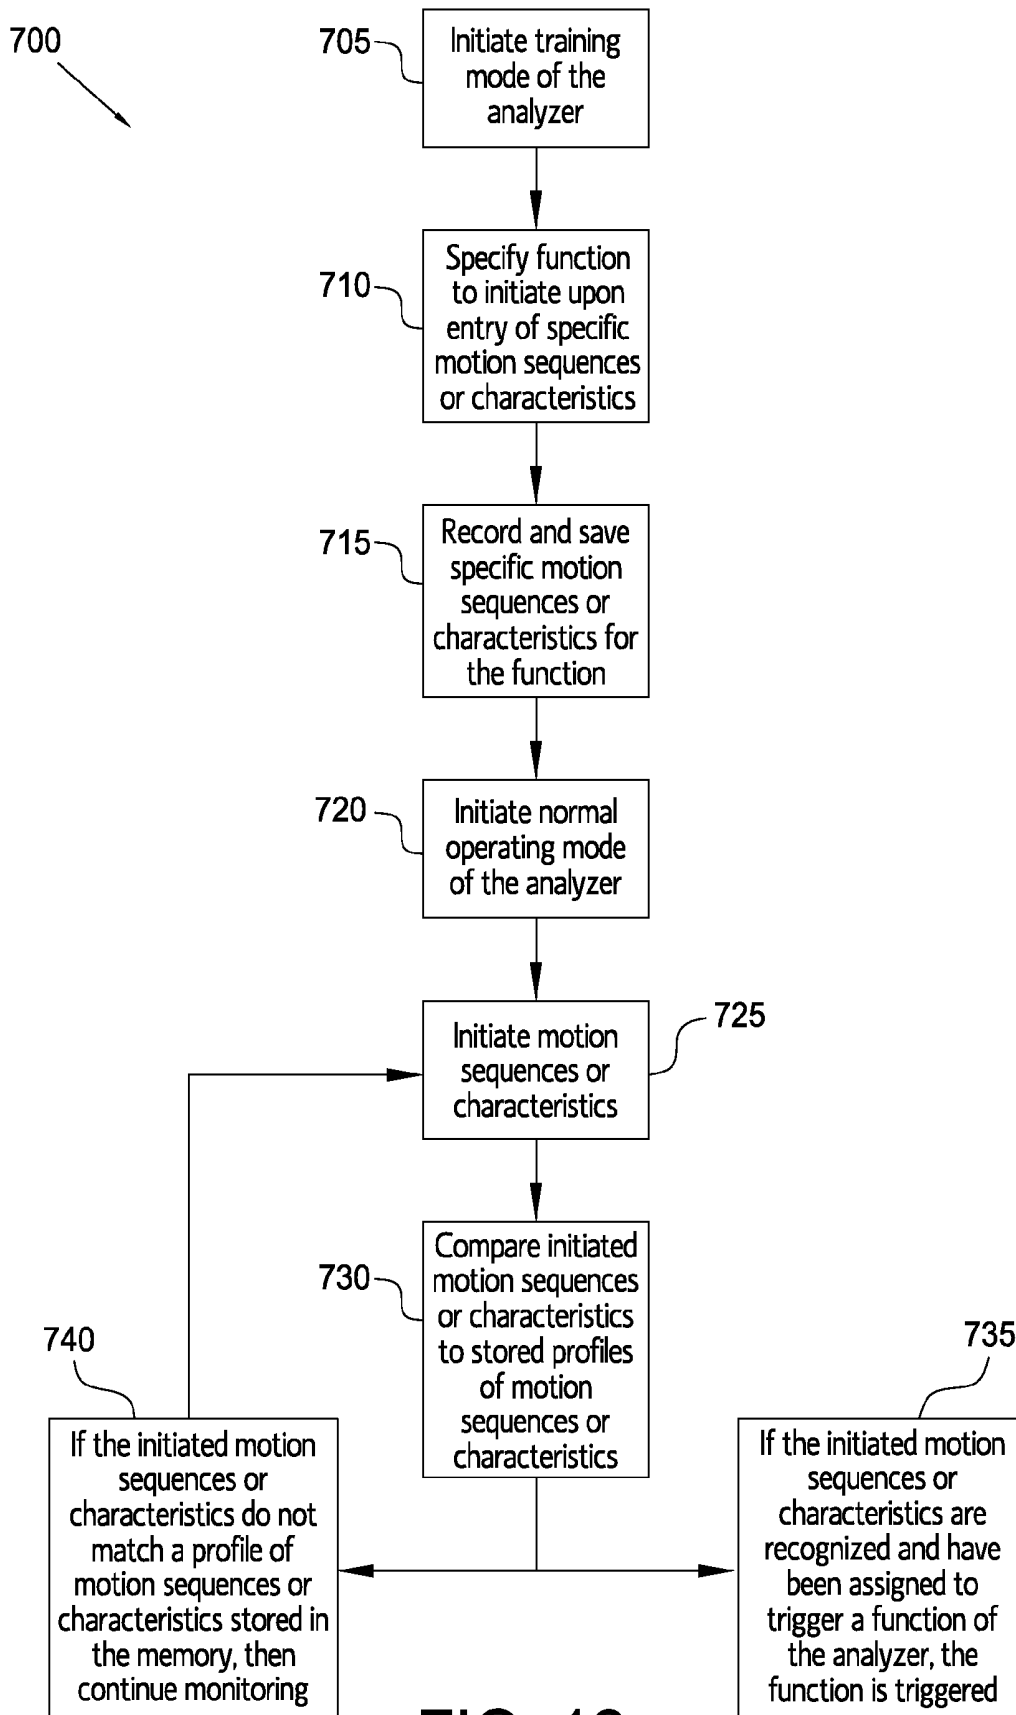 700
705
Initiate training
mode of the
analyzer
710
Specify function
to initiate upon
entry of specific
motion sequences
or characteristics
715
Record and save
specific motion
sequences or
characteristics for
the function
720
Initiate normal
operating mode
of the analyzer
725
Initiate motion
sequences or
characteristics
730
Compare initiated
motion sequences
or characteristics
to stored profiles
of motion
sequences or
characteristics
740
If the initiated motion
sequences or
characteristics do not
match a profile of
motion sequences or
characteristics stored in
the memory, then
continue monitoring
735
If the initiated motion
sequences or
characteristics are
recognized and have
been assigned to
trigger a function of
the analyzer, the
function is triggered